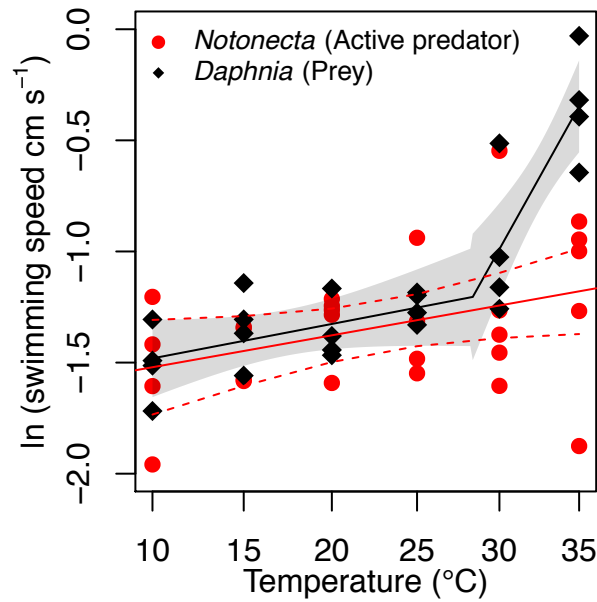 Notonecta (Active predator)
Daphnia (Prey)
ln (swimming speed cm s⁻¹)
0.0
−0.5
−1.0
−1.5
−2.0
10 15 20 25 30 35
Temperature (°C)